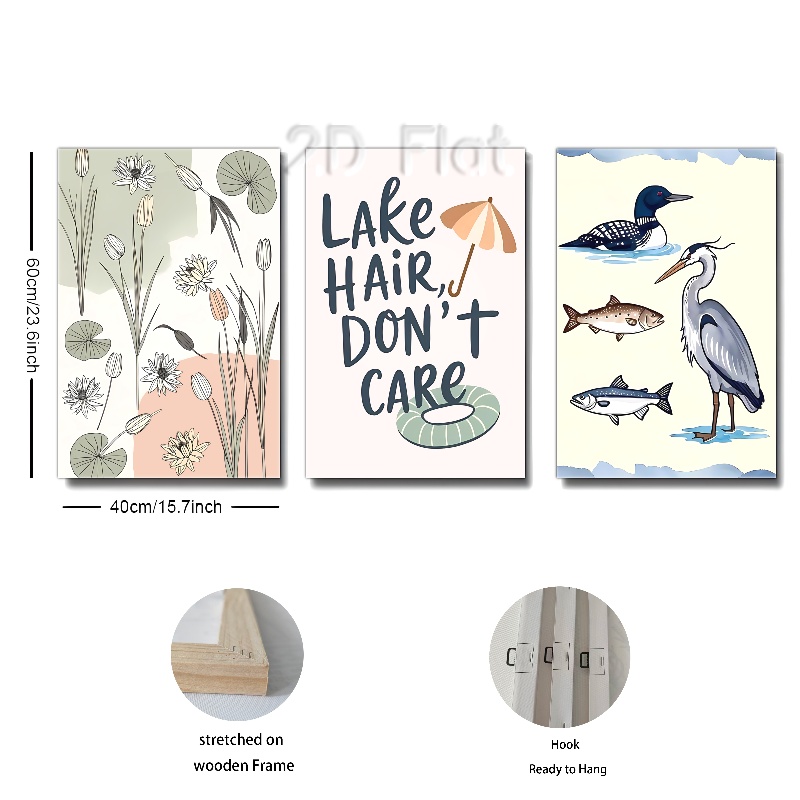 2D Flat
LAKE
HAIR,
DON'T
CARE
60cm/23.6inch
40cm/15.7inch
stretched on
wooden Frame
Hook
Ready to Hang